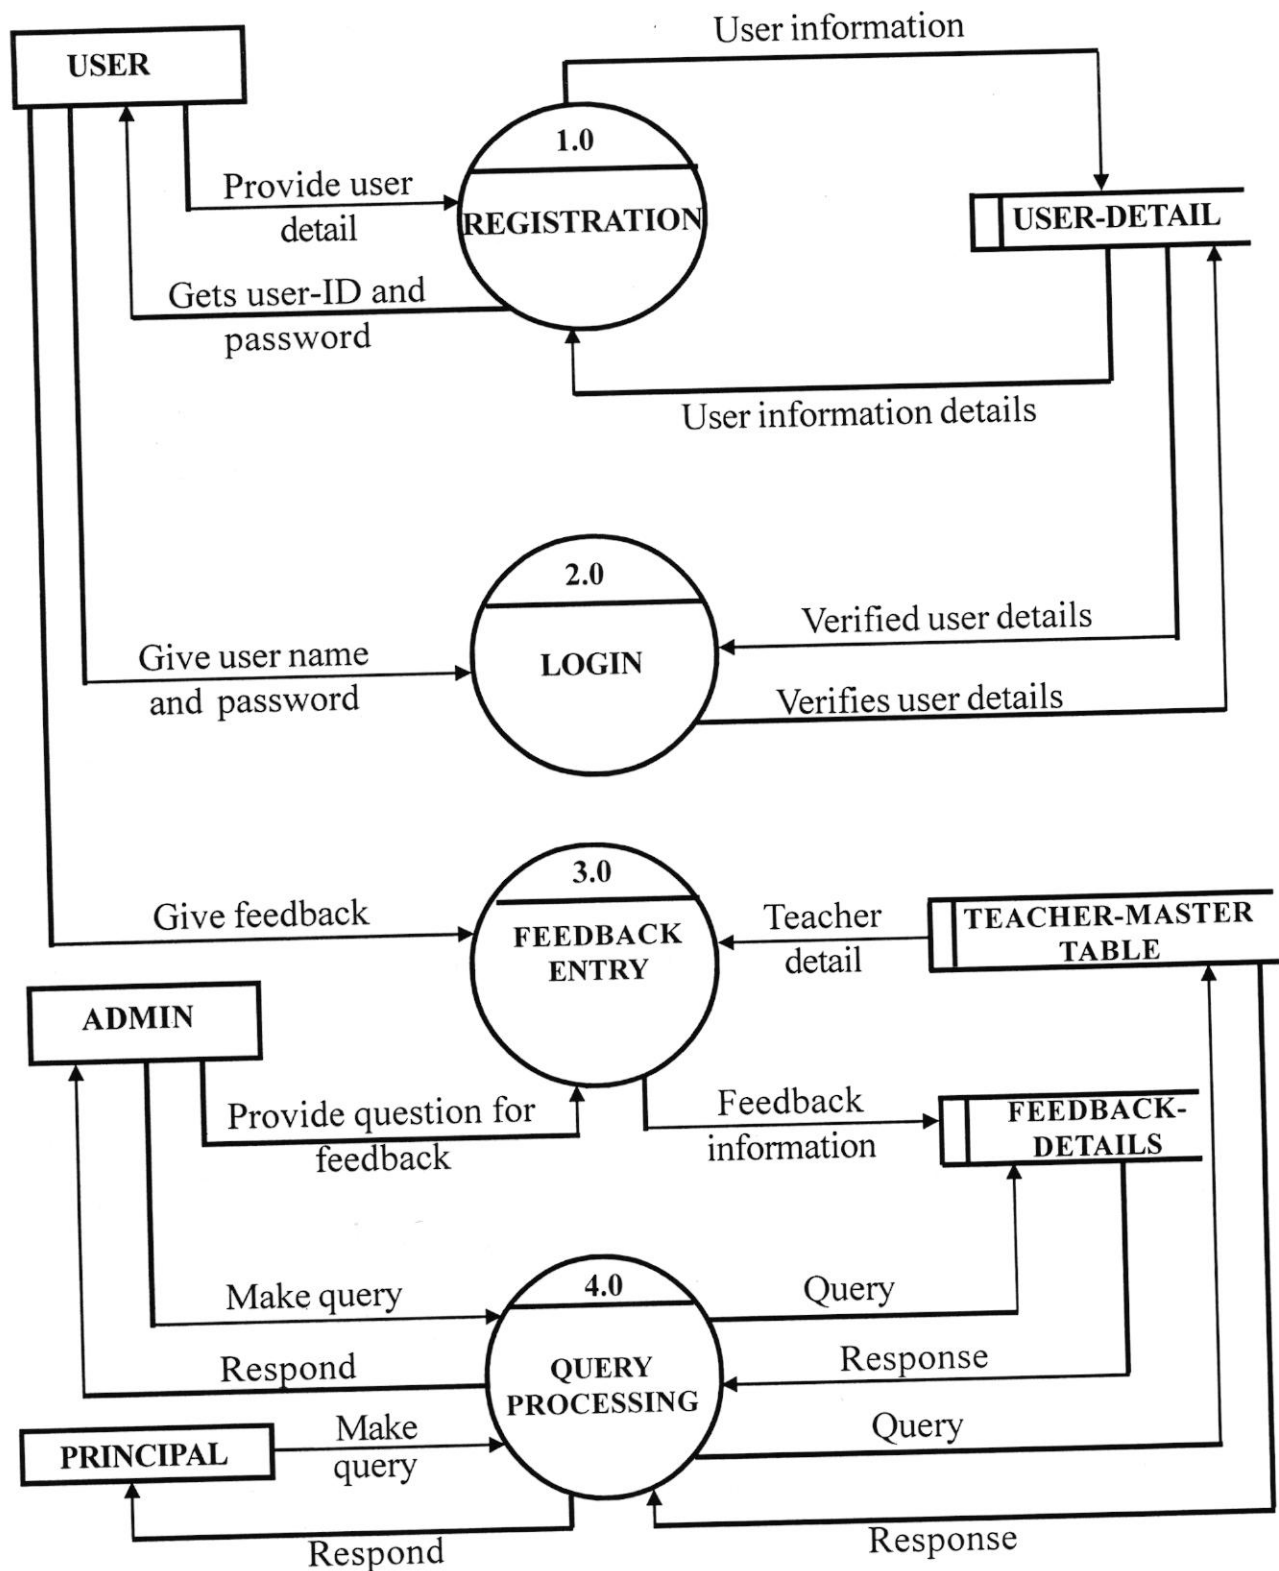 User information
USER
1.0
Provide user
detail
REGISTRATION
USER-DETAIL
Gets user-ID and
password
User information details
2.0
Verified user details
Give user name
and password
LOGIN
Verifies user details
3.0
Give feedback
FEEDBACK
ENTRY
Teacher
detail
TEACHER-MASTER
TABLE
ADMIN
Provide question for
feedback
Feedback
information
FEEDBACK-
DETAILS
4.0
Make query
Query
Respond
QUERY
PROCESSING
Response
Query
PRINCIPAL
Make
query
Respond
Response